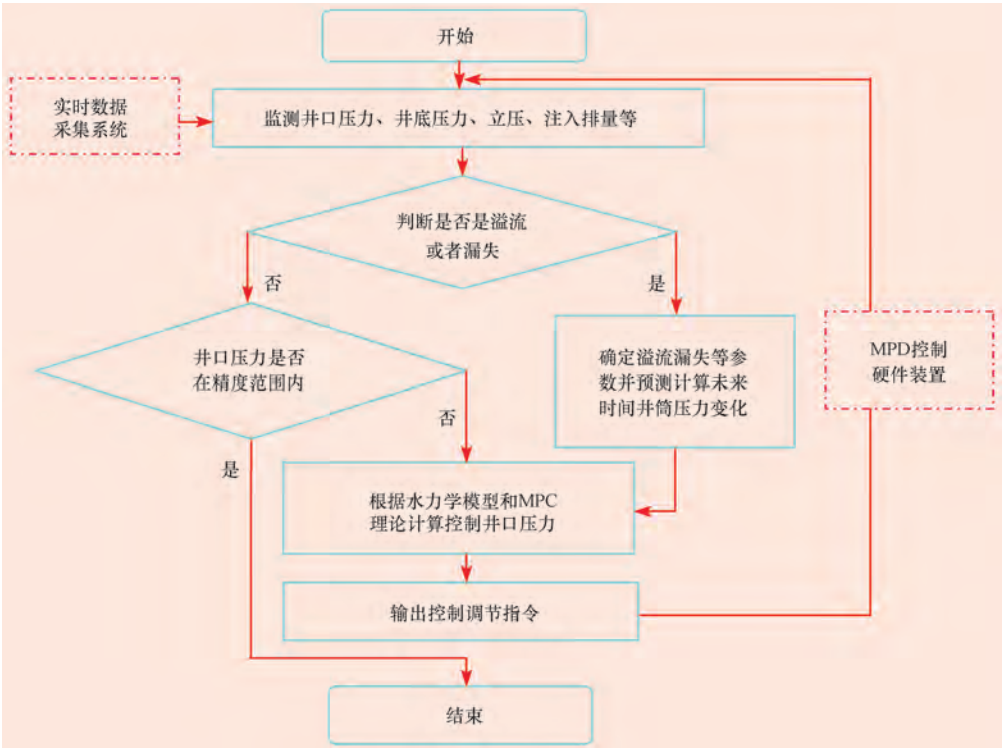 开始
实时数据
采集系统
监测井口压力、井底压力、立压、注入排量等
判断是否是溢流
或者漏失
否
是
井口压力是否
在精度范围内
确定溢流漏失等参
数并预测计算未来
时间井筒压力变化
MPD控制
硬件装置
否
是
根据水力学模型和MPC
理论计算控制井口压力
输出控制调节指令
结束